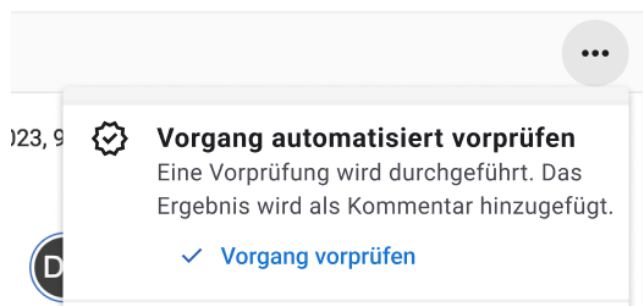 023, 9
Vorgang automatisiert vorprüfen
Eine Vorprüfung wird durchgeführt. Das
Ergebnis wird als Kommentar hinzugefügt.
Vorgang vorprüfen
D